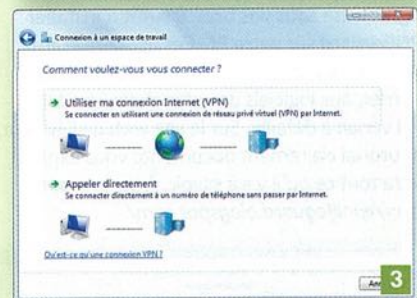 Connexion à un espace de travail
Comment voulez-vous vous connecter ?
Utiliser ma connexion Internet (VPN)
Se connecter en utilisant une connexion de réseau privé virtuel (VPN) par Internet.
Appeler directement
Se connecter directement à un numéro de téléphone sans passer par Internet.
Qu'est-ce qu'une connexion VPN ?
3